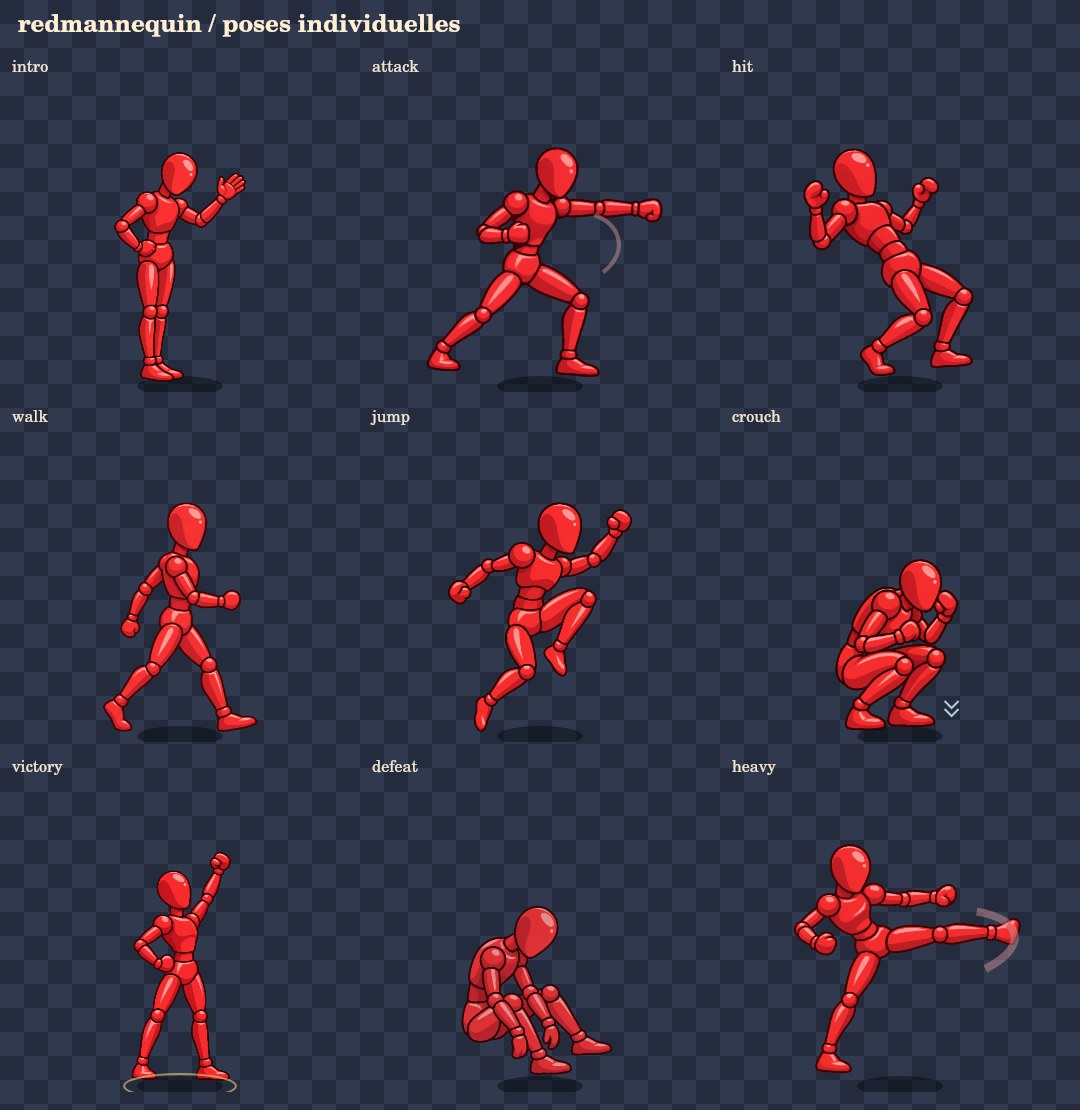 redmannequin / poses individuelles
intro
attack
hit
walk
jump
crouch
victory
defeat
heavy